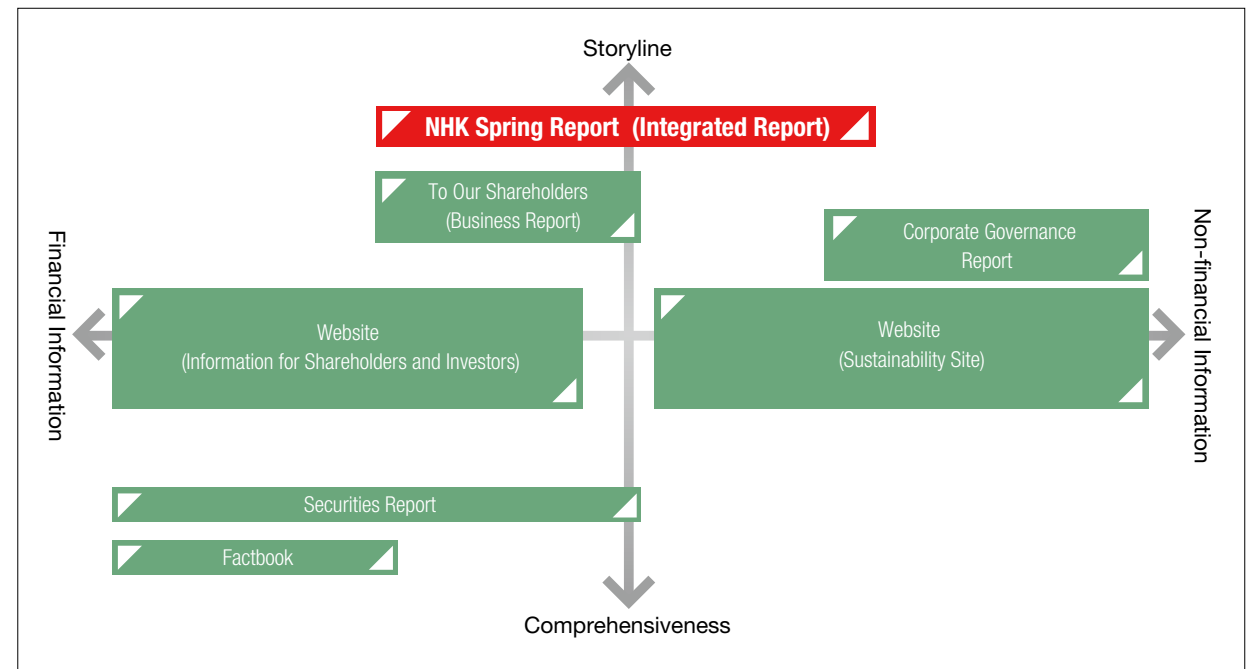 Storyline
NHK Spring Report (Integrated Report)
To Our Shareholders
(Business Report)
Corporate Governance
Report
Financial Information
Non-financial Information
Website
(Information for Shareholders and Investors)
Website
(Sustainability Site)
Securities Report
Factbook
Comprehensiveness